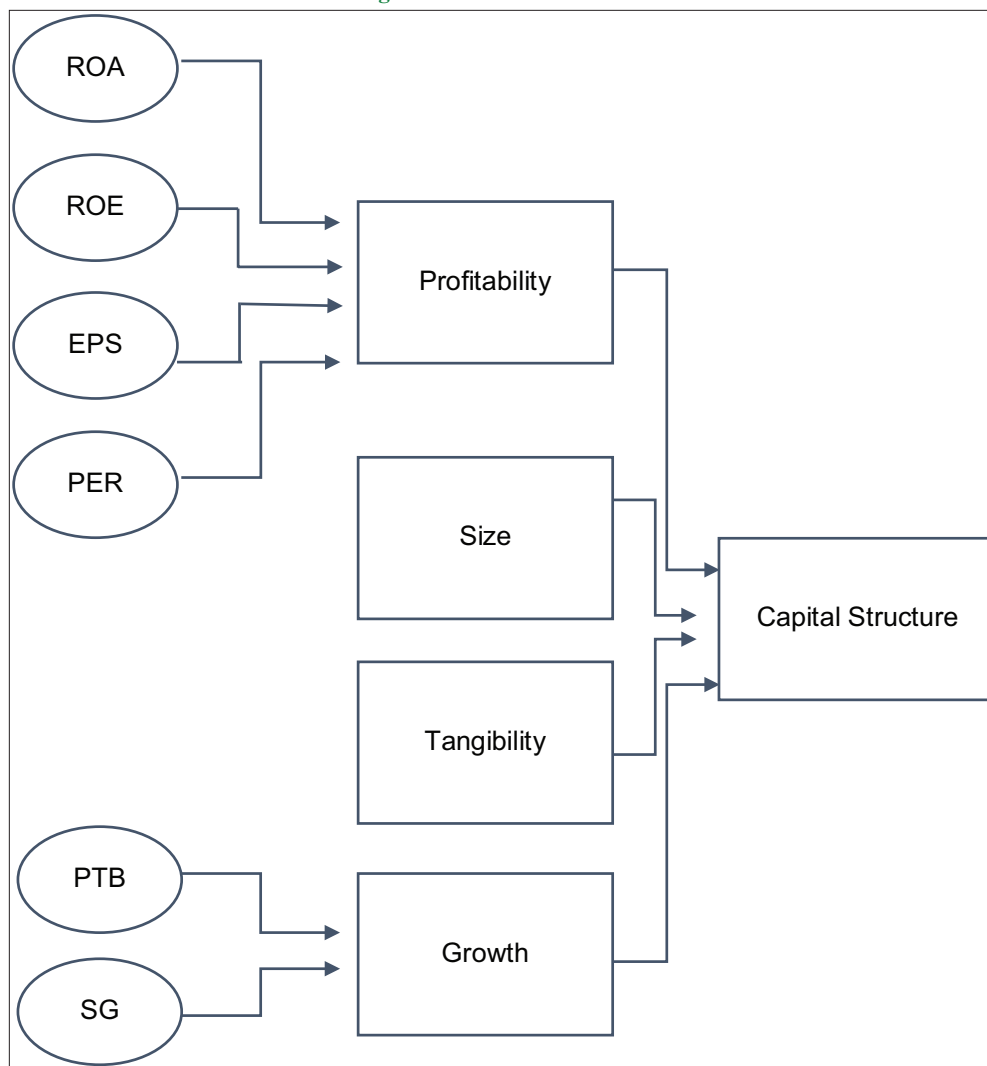 ROA
ROE
Profitability
EPS
PER
Size
Capital Structure
Tangibility
PTB
Growth
SG